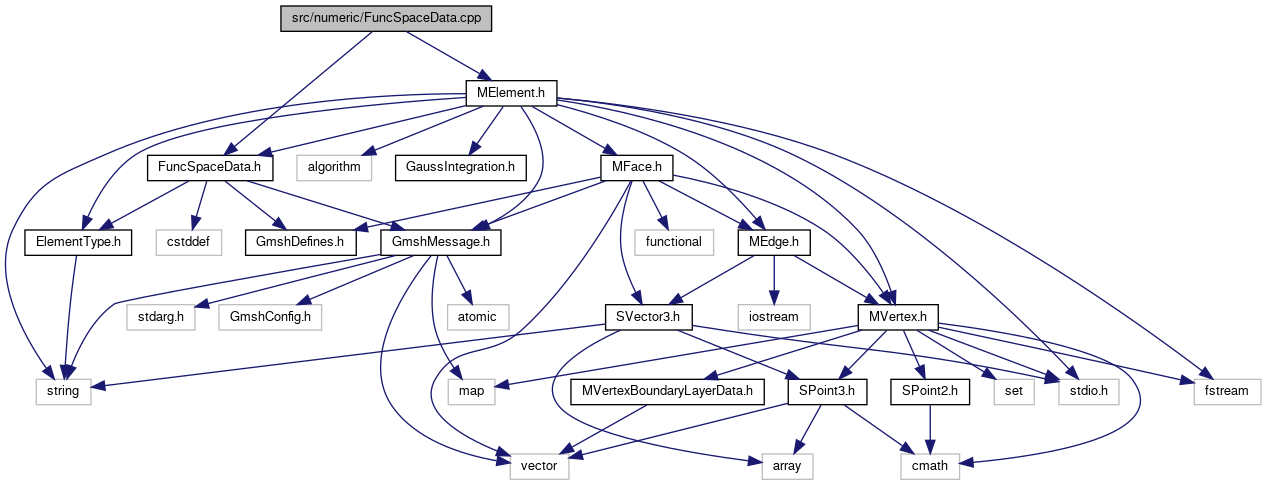 src/numeric/FuncSpaceData.cpp
MElement.h
FuncSpaceData.h
algorithm
GaussIntegration.h
MFace.h
ElementType.h
cstddef
GmshDefines.h
GmshMessage.h
functional
MEdge.h
stdarg.h
GmshConfig.h
atomic
SVector3.h
iostream
MVertex.h
string
map
MVertexBoundaryLayerData.h
SPoint3.h
SPoint2.h
set
stdio.h
fstream
vector
array
cmath